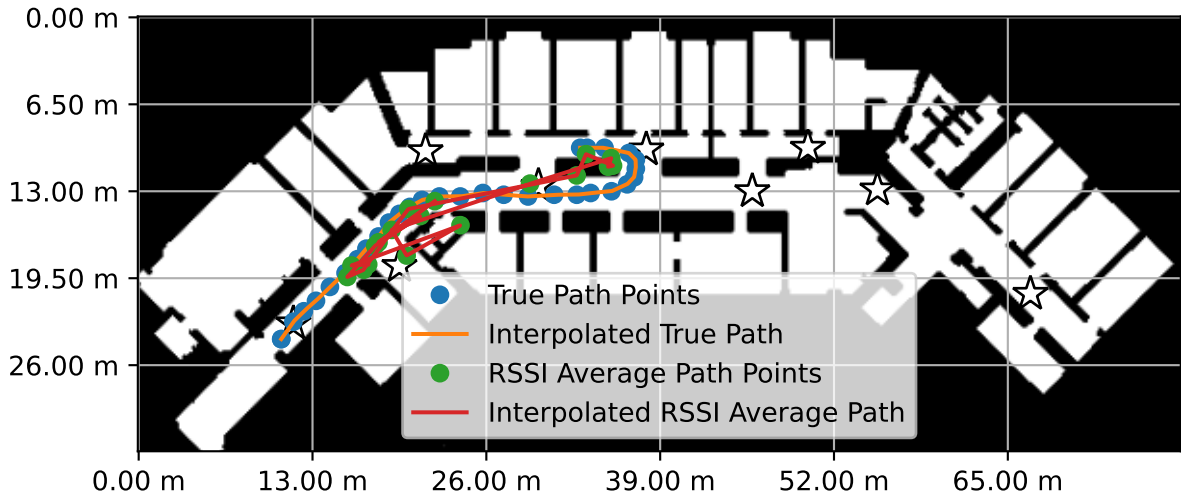 0.00 m
6.50 m
13.00 m
19.50 m
26.00 m
True Path Points
Interpolated True Path
RSSI Average Path Points
Interpolated RSSI Average Path
0.00 m 13.00 m 26.00 m 39.00 m 52.00 m 65.00 m